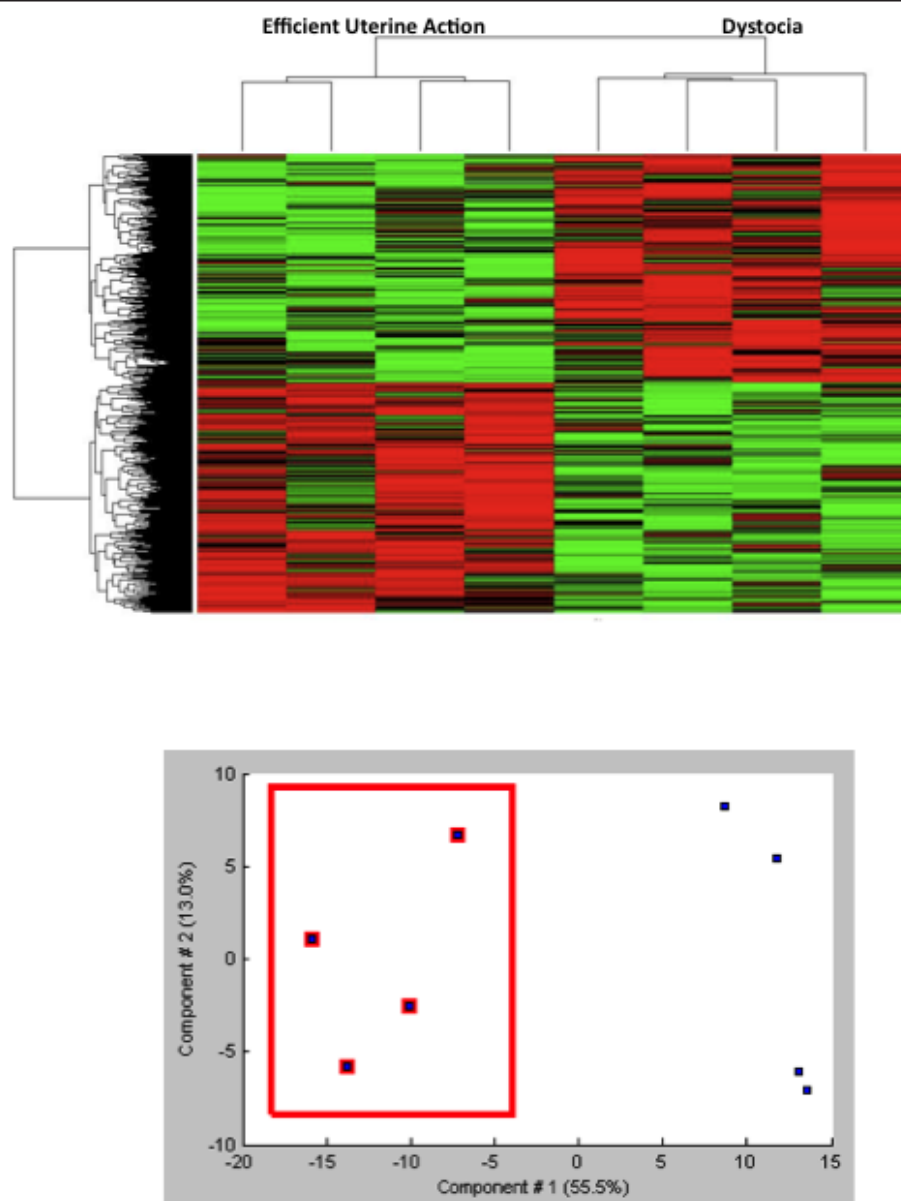 Efficient Uterine Action Dystocia
10
5
0
-5
-10
Component # 2 (13.0%)
-20 -15 -10 -5 0 5 10 15
Component # 1 (55.5%)